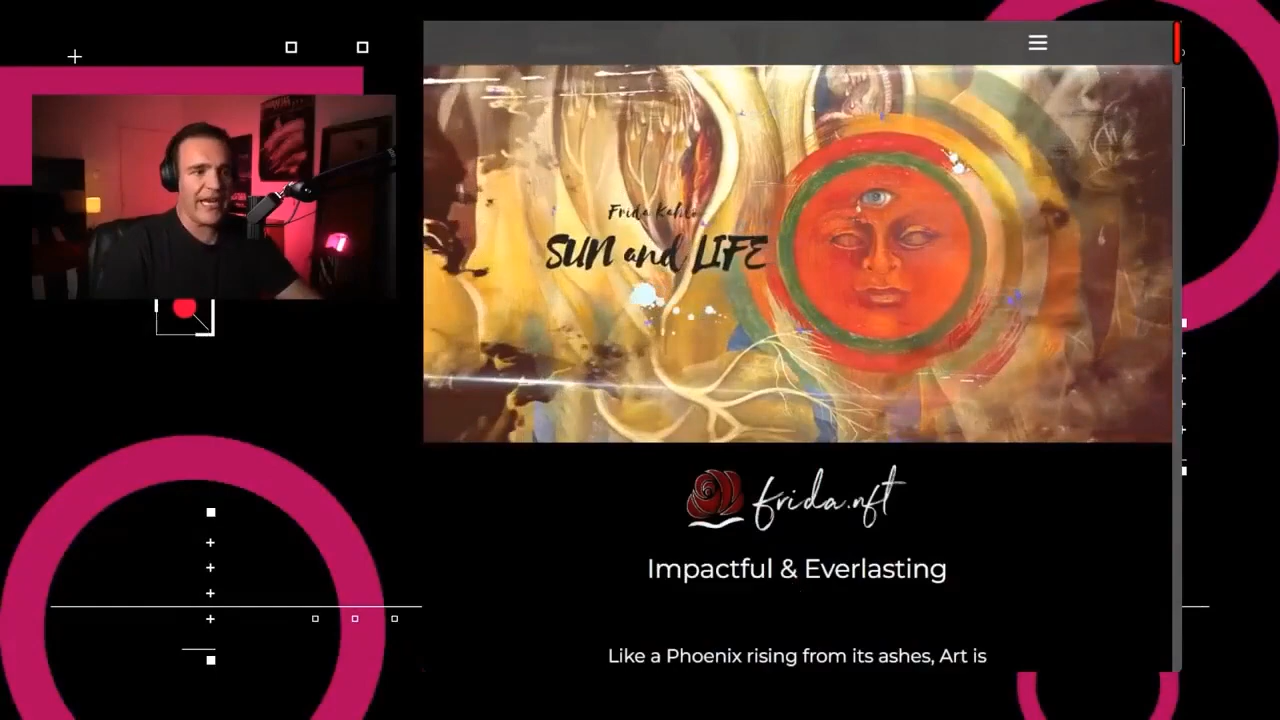 Frida Kahlo
SUN and LIFE
frida.nft
Impactful & Everlasting
Like a Phoenix rising from its ashes, Art is